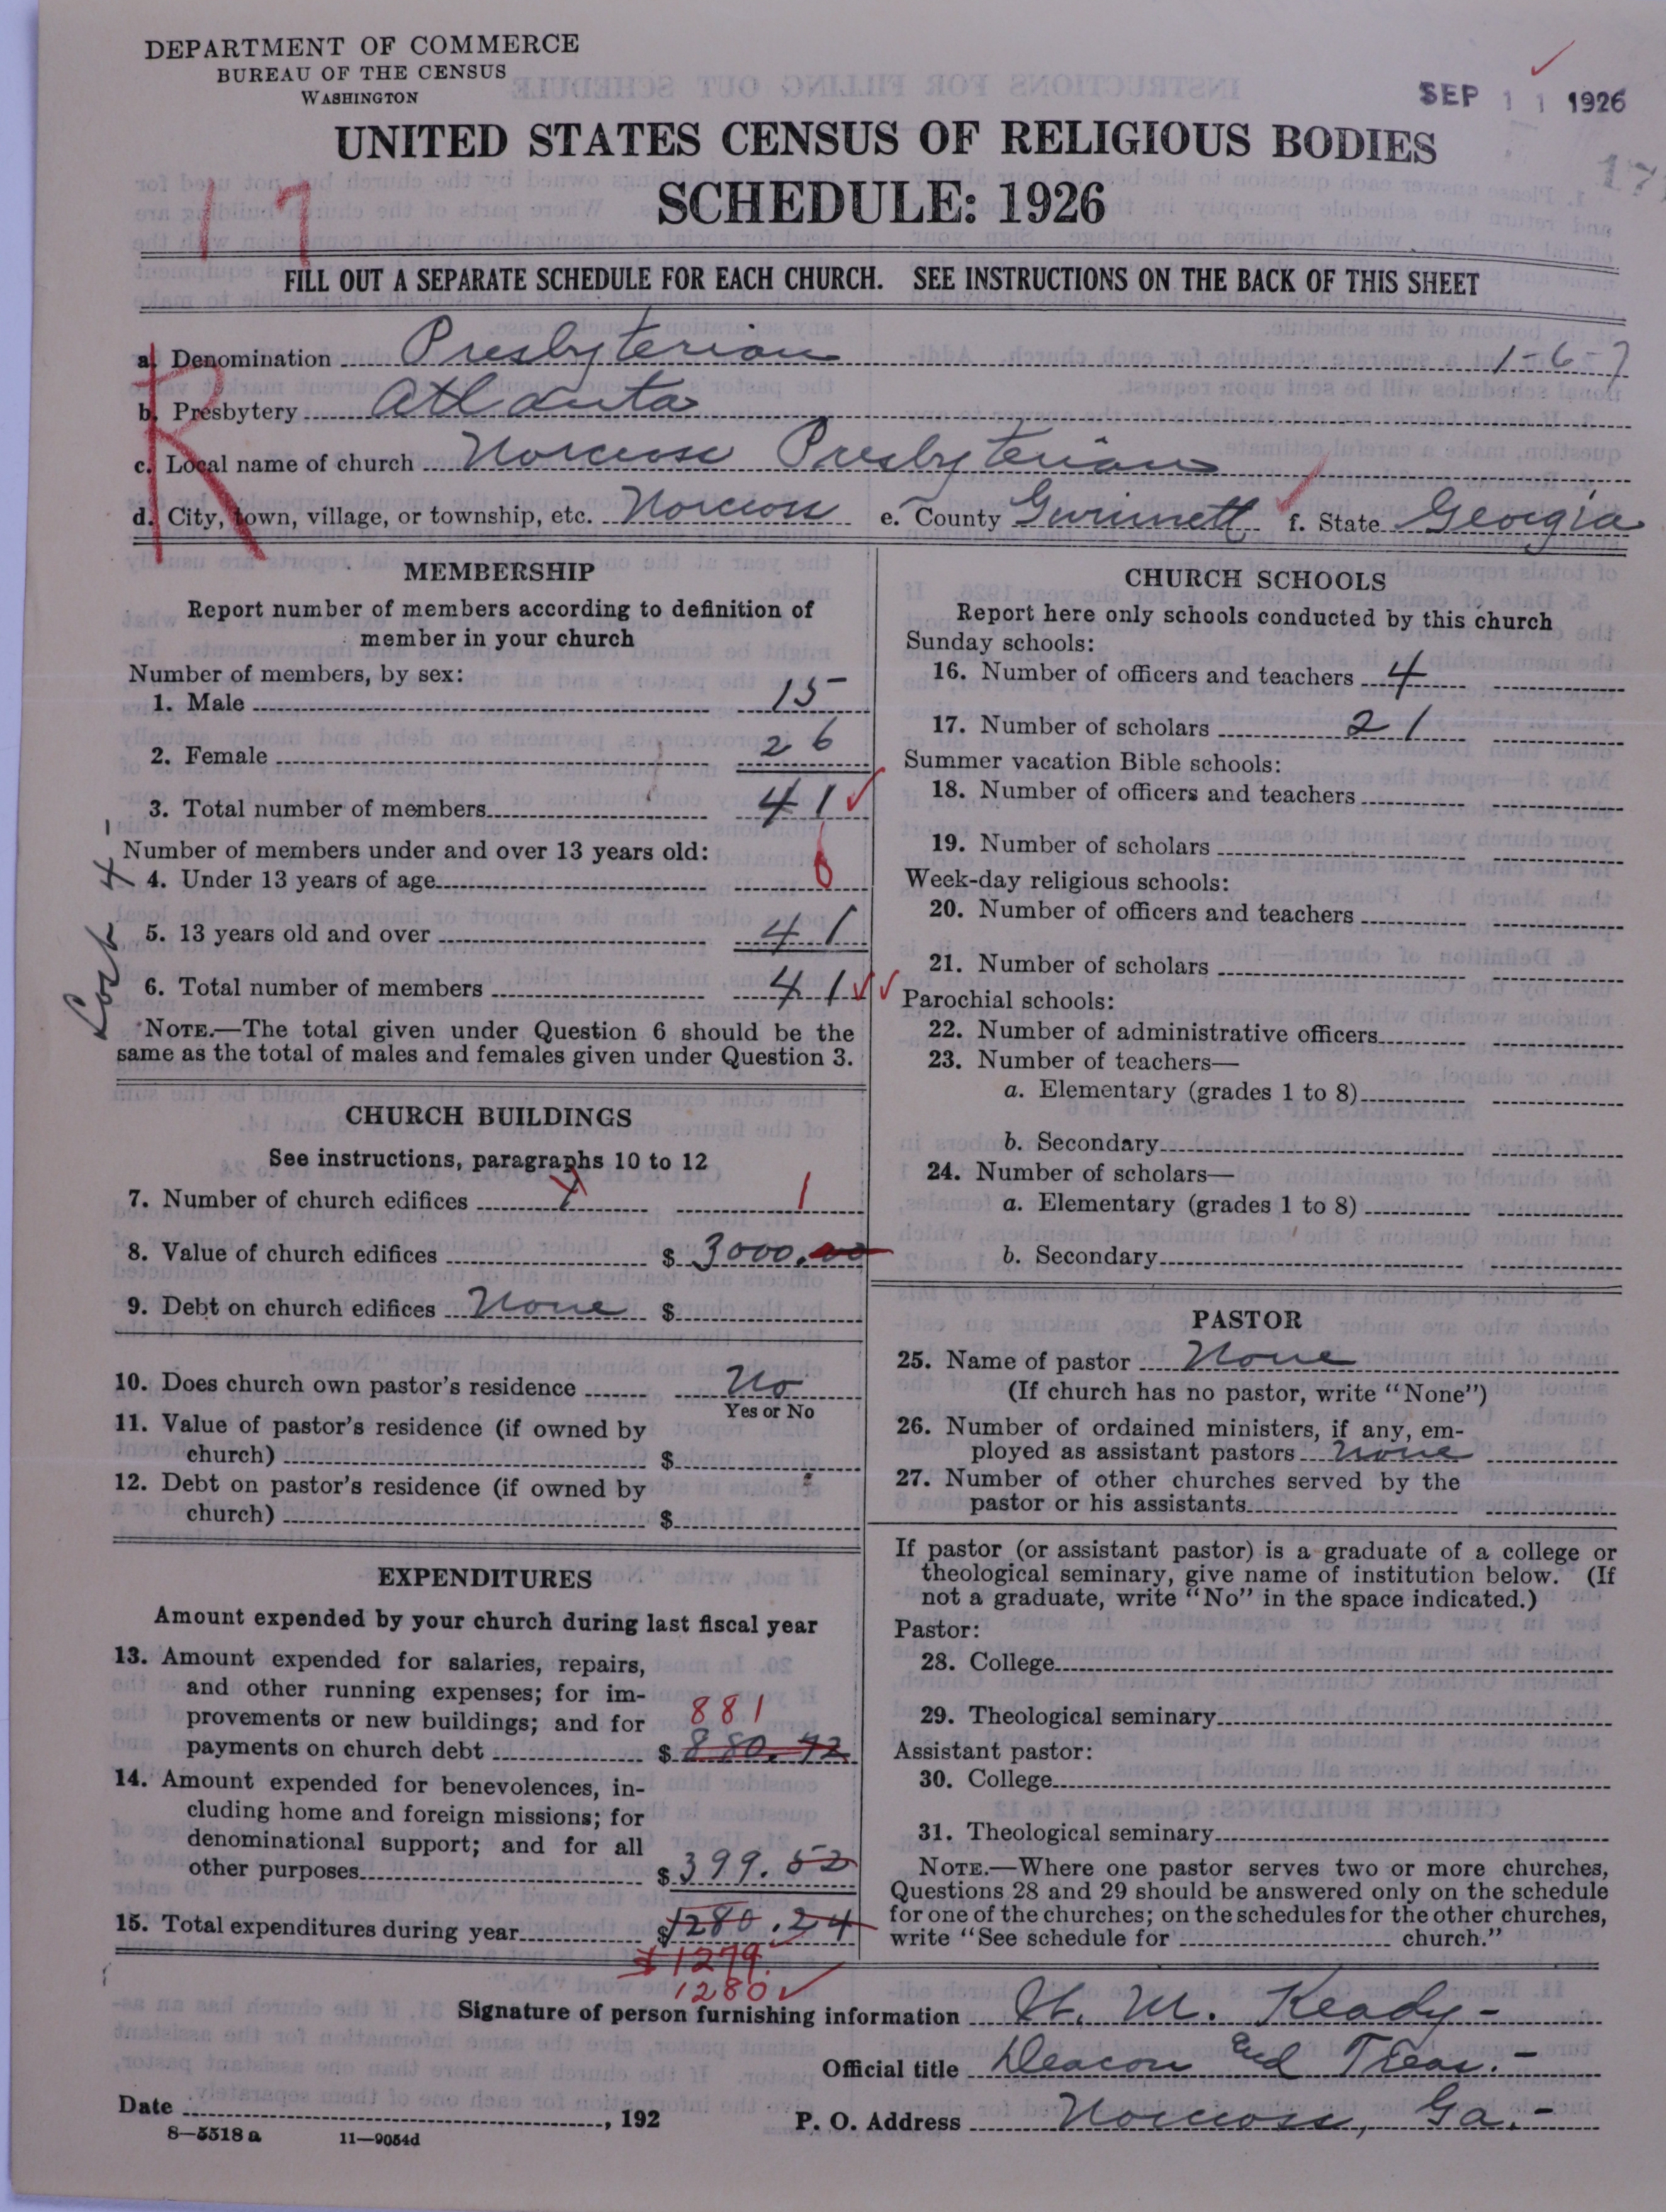 DEPARTMENT OF COMMERCE
BUREAU OF THE CENSUS
WASHINGTON
SEP 11 1926
UNITED STATES CENSUS OF RELIGIOUS BODIES
SCHEDULE: 1926
17
FILL OUT A SEPARATE SCHEDULE FOR EACH CHURCH. SEE INSTRUCTIONS ON THE BACK OF THIS SHEET
R
a. Denomination Presbyterian 1-6-7
b. Presbytery Atlanta
c. Local name of church Norcross Presbyterian
d. City, town, village, or township, etc. Norcross e. County Gwinnett f. State Georgia
MEMBERSHIP
Report number of members according to definition of
member in your church
Number of members, by sex:
1. Male 15
2. Female 26
3. Total number of members 41
Number of members under and over 13 years old:
4. Under 13 years of age 0
5. 13 years old and over 41
6. Total number of members 41
NOTE.—The total given under Question 6 should be the
same as the total of males and females given under Question 3.
CHURCH BUILDINGS
See instructions, paragraphs 10 to 12
7. Number of church edifices 1 1
8. Value of church edifices $ 3000.00
9. Debt on church edifices None $
10. Does church own pastor's residence No
Yes or No
11. Value of pastor's residence (if owned by
church) $
12. Debt on pastor's residence (if owned by
church) $
EXPENDITURES
Amount expended by your church during last fiscal year
13. Amount expended for salaries, repairs,
and other running expenses; for im-
provements or new buildings; and for 881
payments on church debt $ 880.72
14. Amount expended for benevolences, in-
cluding home and foreign missions; for
denominational support; and for all
other purposes $ 399.52
15. Total expenditures during year $1280.24
$1279.
1280
CHURCH SCHOOLS
Report here only schools conducted by this church
Sunday schools:
16. Number of officers and teachers 4
17. Number of scholars 21
Summer vacation Bible schools:
18. Number of officers and teachers
19. Number of scholars
Week-day religious schools:
20. Number of officers and teachers
21. Number of scholars
Parochial schools:
22. Number of administrative officers
23. Number of teachers—
a. Elementary (grades 1 to 8)
b. Secondary
24. Number of scholars—
a. Elementary (grades 1 to 8)
b. Secondary
PASTOR
25. Name of pastor None
(If church has no pastor, write "None")
26. Number of ordained ministers, if any, em-
ployed as assistant pastors None
27. Number of other churches served by the
pastor or his assistants
If pastor (or assistant pastor) is a graduate of a college or
theological seminary, give name of institution below. (If
not a graduate, write "No" in the space indicated.)
Pastor:
28. College
29. Theological seminary
Assistant pastor:
30. College
31. Theological seminary
NOTE.—Where one pastor serves two or more churches,
Questions 28 and 29 should be answered only on the schedule
for one of the churches; on the schedules for the other churches,
write "See schedule for church."
Signature of person furnishing information H. M. Keady-
Official title Deacon and Treas.-
Date , 192 P. O. Address Norcross, Ga.-
8-5518 a 11-9054d